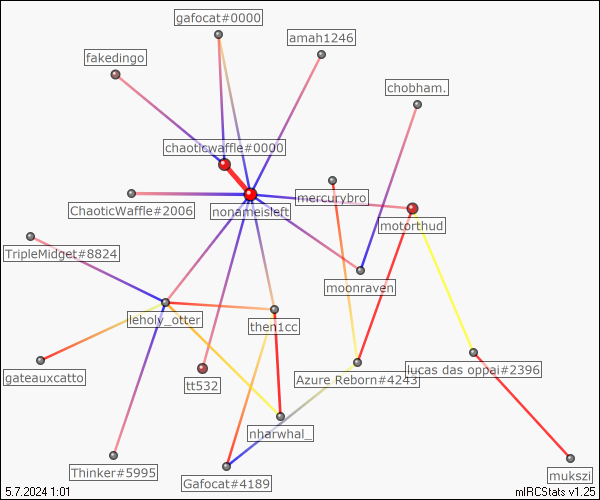 gafocat#0000
amah1246
fakedingo
chobham.
chaoticwaffle#0000
mercurybro
ChaoticWaffle#2006
nonameisleft
motorthud
TripleMidget#8824
moonraven
leholy_otter
then1cc
gateauxcatto
tt532
Azure Reborn#4243
lucas das oppai#2396
nharwhal_
Thinker#5995
Gafocat#4189
mukszi
5.7.2024 1:01
mIRCStats v1.25